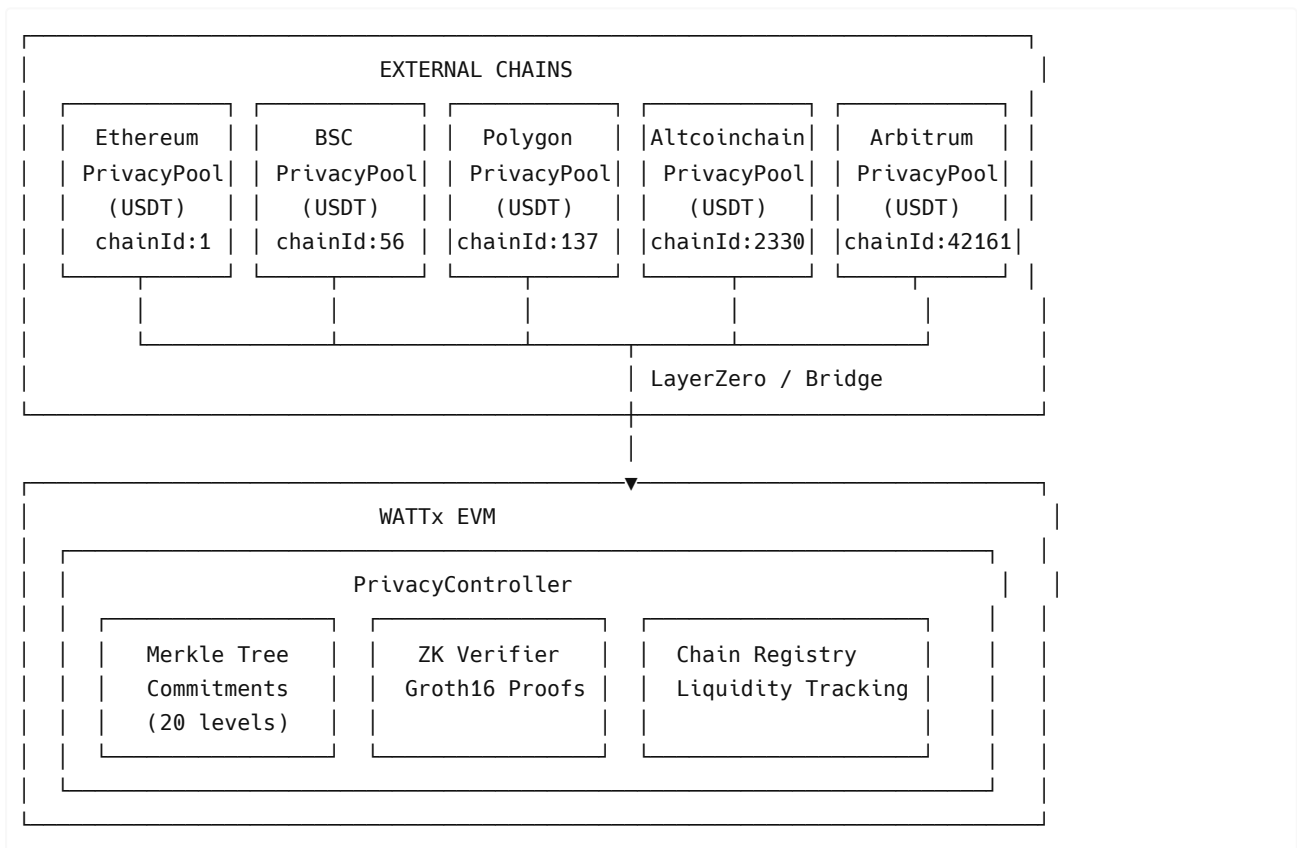 EXTERNAL CHAINS
Ethereum BSC Polygon Altcoinchain Arbitrum
PrivacyPool PrivacyPool PrivacyPool PrivacyPool PrivacyPool
(USDT) (USDT) (USDT) (USDT) (USDT)
chainId:1 chainId:56 chainId:137 chainId:2330 chainId:42161
LayerZero / Bridge
WATTx EVM
PrivacyController
Merkle Tree ZK Verifier Chain Registry
Commitments Groth16 Proofs Liquidity Tracking
(20 levels)